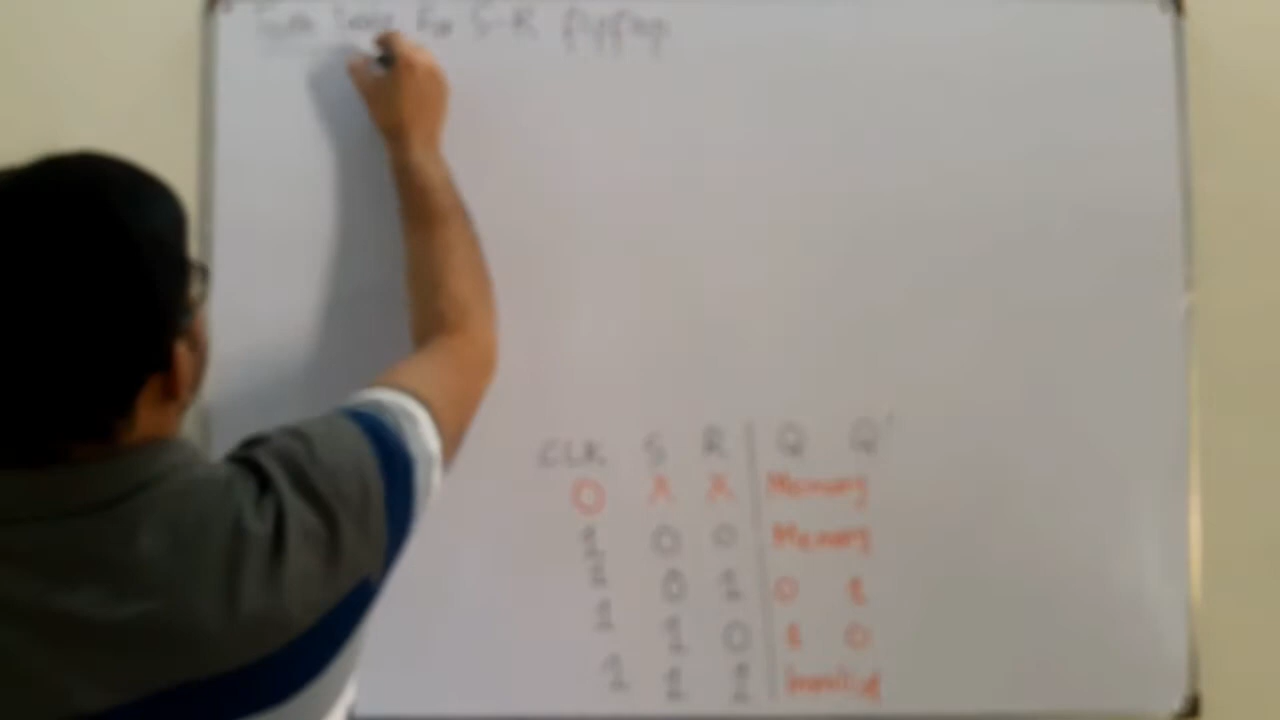 Truth Table For S-R flipflop
CLK S R Q Q'
0 X X Memory
1 0 0 Memory
1 0 1 0 1
1 1 0 1 0
1 1 1 invalid